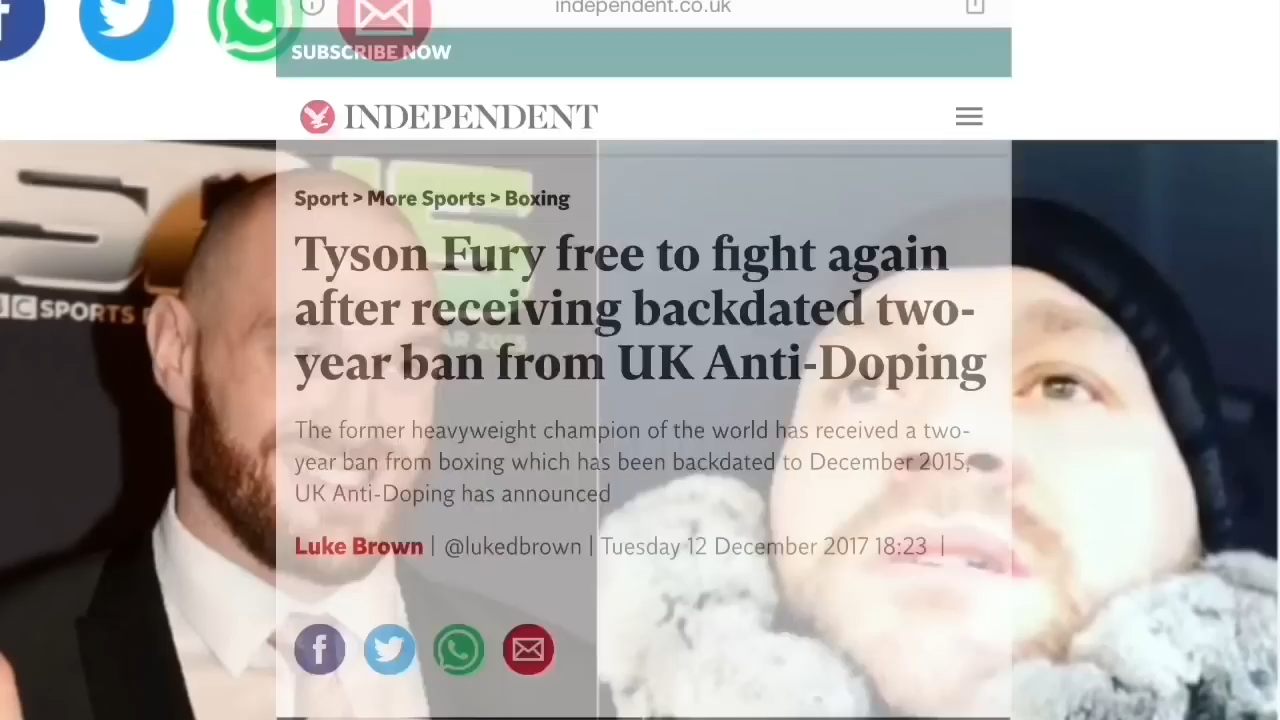 independent.co.uk
SUBSCRIBE NOW
INDEPENDENT
Sport > More Sports > Boxing
Tyson Fury free to fight again
after receiving backdated two-
year ban from UK Anti-Doping
SPORTS
The former heavyweight champion of the world has received a two-
year ban from boxing which has been backdated to December 2015,
UK Anti-Doping has announced
Luke Brown | @lukedbrown | Tuesday 12 December 2017 18:23 |